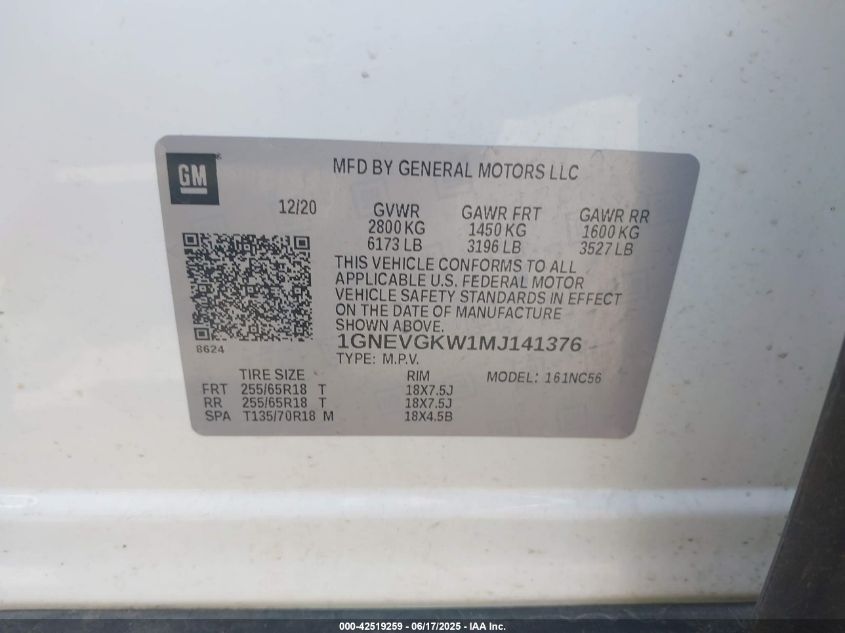 GM
MFD BY GENERAL MOTORS LLC
12/20
GVWR GAWR FRT GAWR RR
2800 KG 1450 KG 1600 KG
6173 LB 3196 LB 3527 LB
THIS VEHICLE CONFORMS TO ALL
APPLICABLE U.S. FEDERAL MOTOR
VEHICLE SAFETY STANDARDS IN EFFECT
ON THE DATE OF MANUFACTURE
SHOWN ABOVE.
8624
1GNEVGKW1MJ141376
TYPE: M.P.V.
TIRE SIZE RIM MODEL: 161NC56
FRT 255/65R18 T 18X7.5J
RR 255/65R18 T 18X7.5J
SPA T135/70R18 M 18X4.5B
000-42519259 - 06/17/2025 - IAA Inc.